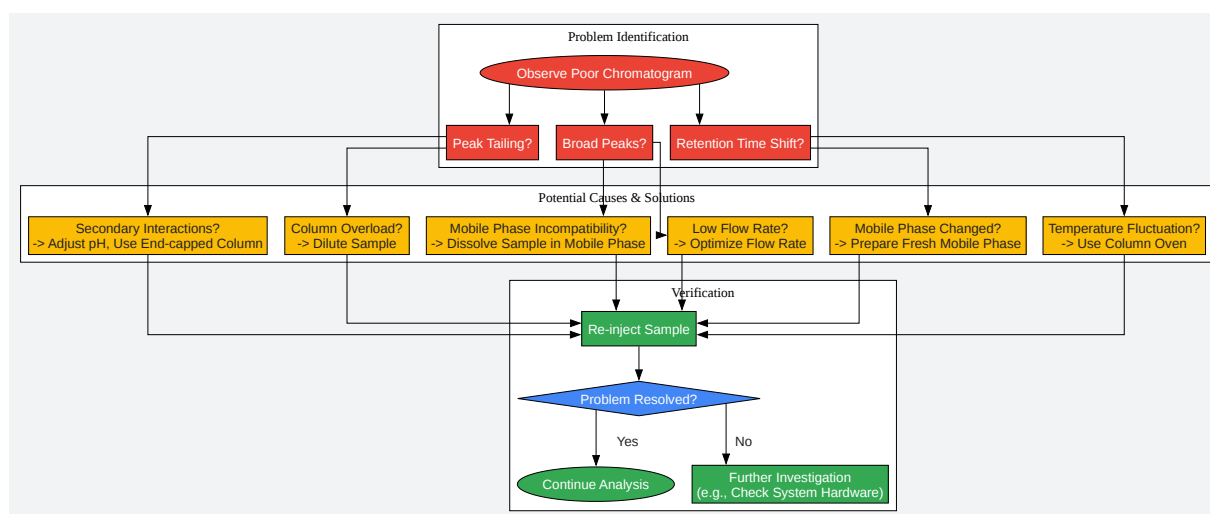 Problem Identification
Observe Poor Chromatogram
Peak Tailing?
Broad Peaks?
Retention Time Shift?
Potential Causes & Solutions
Secondary Interactions?
-> Adjust pH, Use End-capped Column
Column Overload?
-> Dilute Sample
Mobile Phase Incompatibility?
-> Dissolve Sample in Mobile Phase
Low Flow Rate?
-> Optimize Flow Rate
Mobile Phase Changed?
-> Prepare Fresh Mobile Phase
Temperature Fluctuation?
-> Use Column Oven
Verification
Re-inject Sample
Problem Resolved?
Yes
No
Continue Analysis
Further Investigation
(e.g., Check System Hardware)